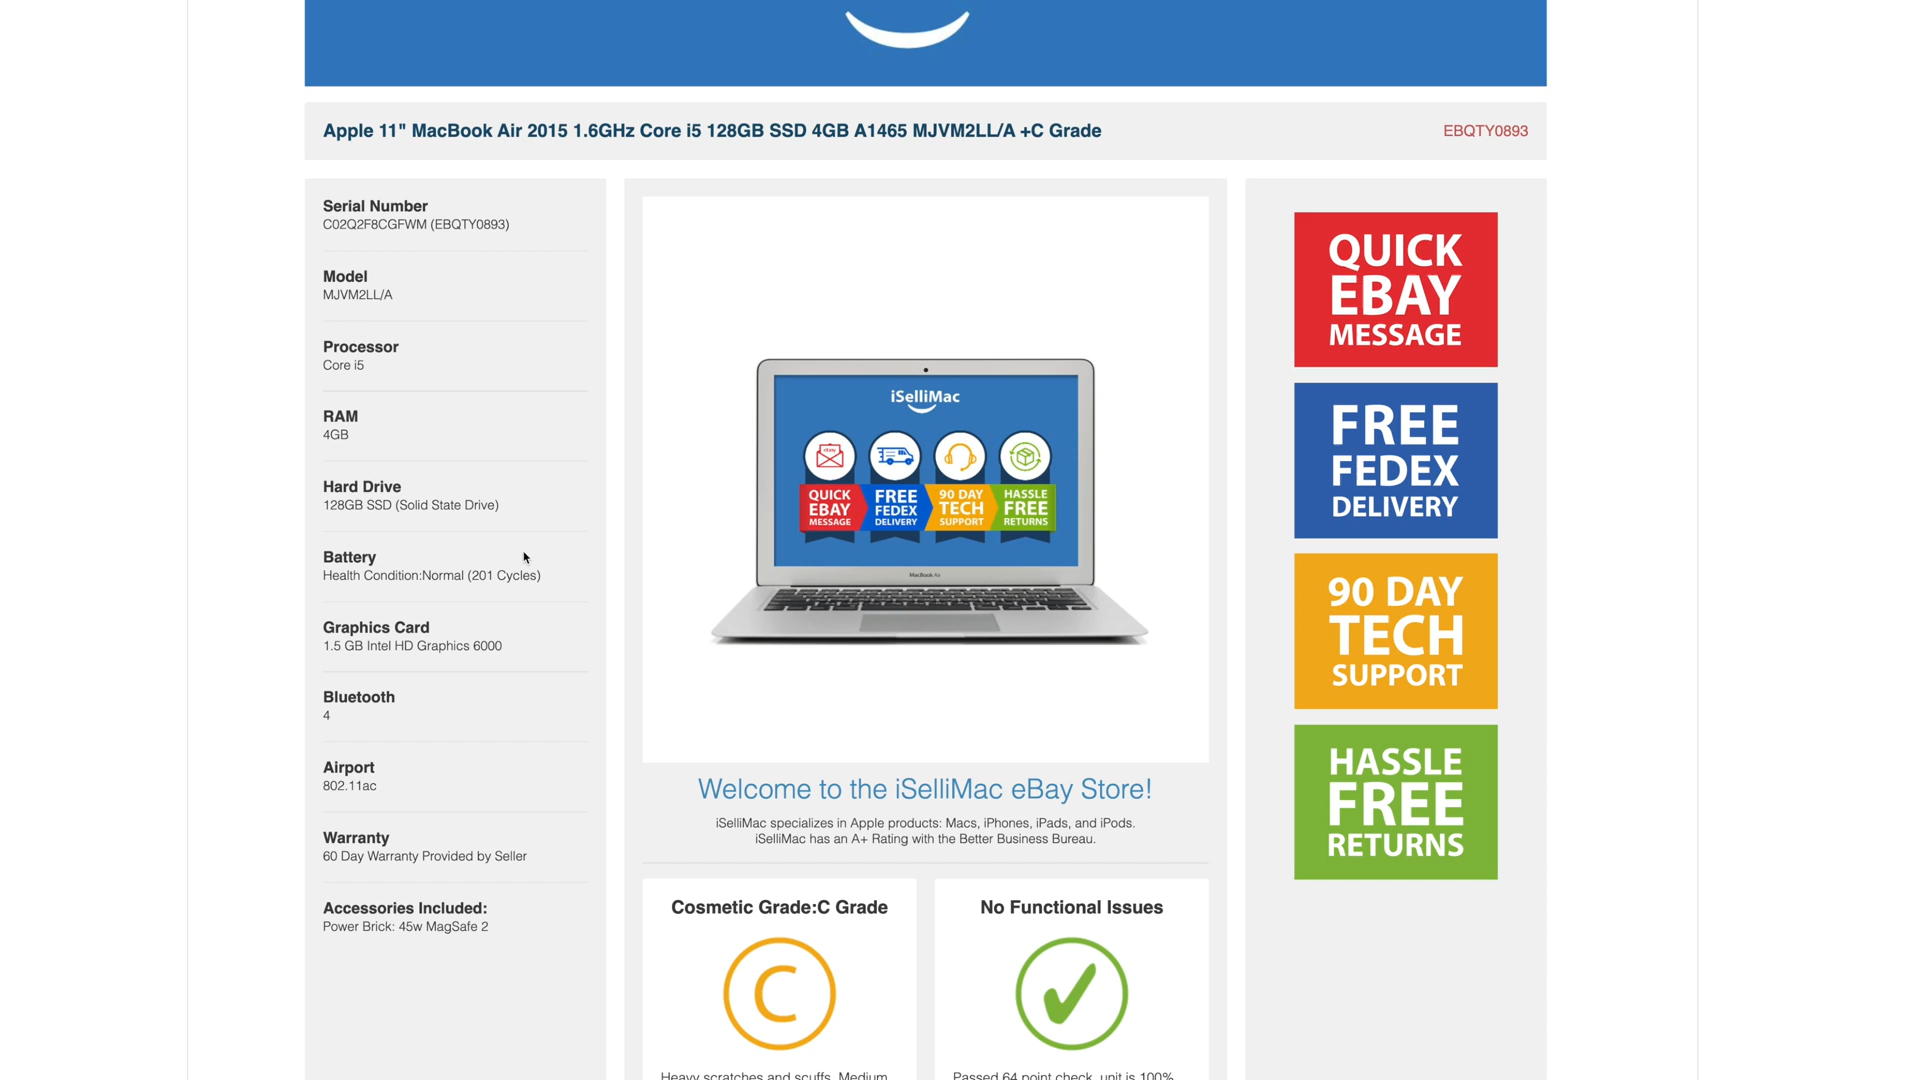 Apple 11" MacBook Air 2015 1.6GHz Core i5 128GB SSD 4GB A1465 MJVM2LL/A +C Grade
EBQTY0893
Serial Number
C02Q2F8CGFWM (EBQTY0893)
Model
MJVM2LL/A
Processor
Core i5
RAM
4GB
Hard Drive
128GB SSD (Solid State Drive)
Battery
Health Condition:Normal (201 Cycles)
Graphics Card
1.5 GB Intel HD Graphics 6000
Bluetooth
4
Airport
802.11ac
Warranty
60 Day Warranty Provided by Seller
Accessories Included:
Power Brick: 45w MagSafe 2
iSelliMac
ebay
QUICK
EBAY
MESSAGE
FREE
FEDEX
DELIVERY
90 DAY
TECH
SUPPORT
HASSLE
FREE
RETURNS
MacBook Air
Welcome to the iSelliMac eBay Store!
iSelliMac specializes in Apple products: Macs, iPhones, iPads, and iPods.
iSelliMac has an A+ Rating with the Better Business Bureau.
Cosmetic Grade:C Grade
C
Heavy scratches and scuffs. Medium
No Functional Issues
Passed 64 point check, unit is 100%
QUICK
EBAY
MESSAGE
FREE
FEDEX
DELIVERY
90 DAY
TECH
SUPPORT
HASSLE
FREE
RETURNS